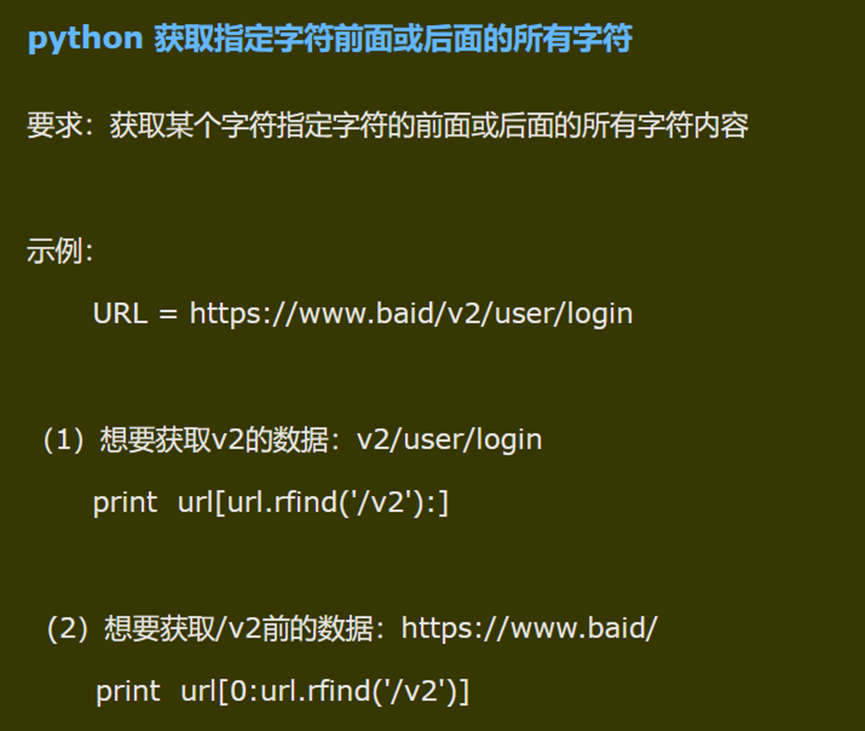 python 获取指定字符前面或后面的所有字符
要求：获取某个字符指定字符的前面或后面的所有字符内容
示例：
URL = https://www.baid/v2/user/login
（1）想要获取v2的数据：v2/user/login
print  url[url.rfind('/v2'):]
（2）想要获取/v2前的数据：https://www.baid/
print  url[0:url.rfind('/v2')]